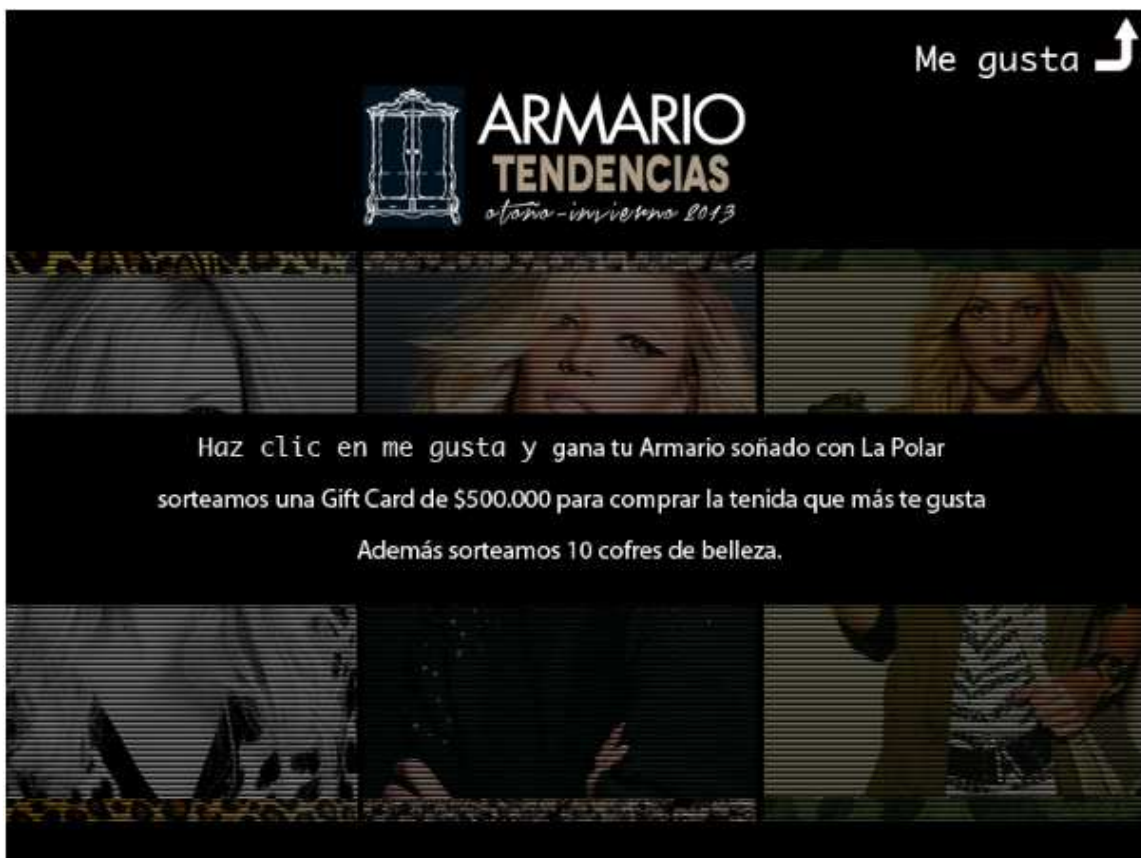 Me gusta
ARMARIO
TENDENCIAS
otoño-invierno 2013
Haz clic en me gusta y gana tu Armario soñado con La Polar
sorteamos una Gift Card de $500.000 para comprar la tenida que más te gusta
Además sorteamos 10 cofres de belleza.